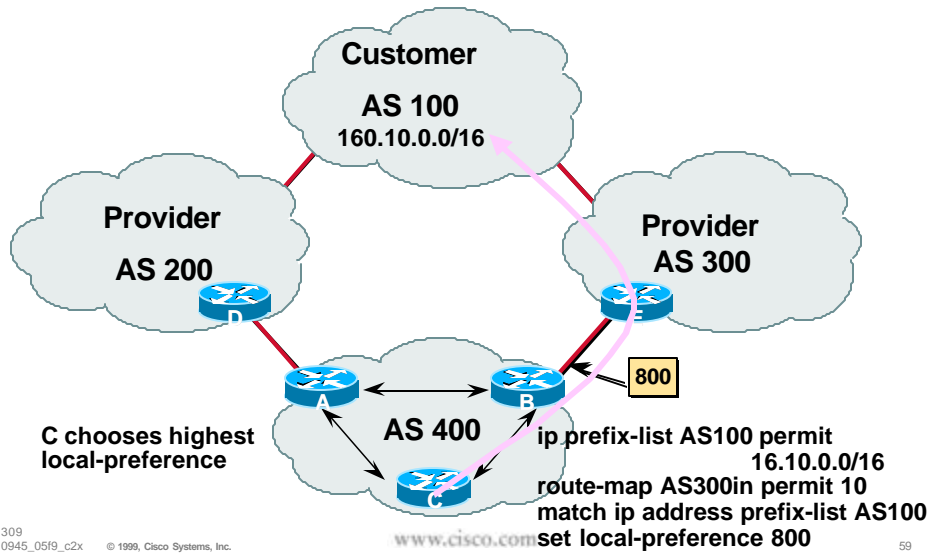 Customer
AS 100
160.10.0.0/16
Provider
AS 200
Provider
AS 300
D
E
800
A
B
AS 400
C
C chooses highest
local-preference
ip prefix-list AS100 permit
16.10.0.0/16
route-map AS300in permit 10
match ip address prefix-list AS100
set local-preference 800
309
0945_05f9_c2x © 1999, Cisco Systems, Inc.
www.cisco.com
59